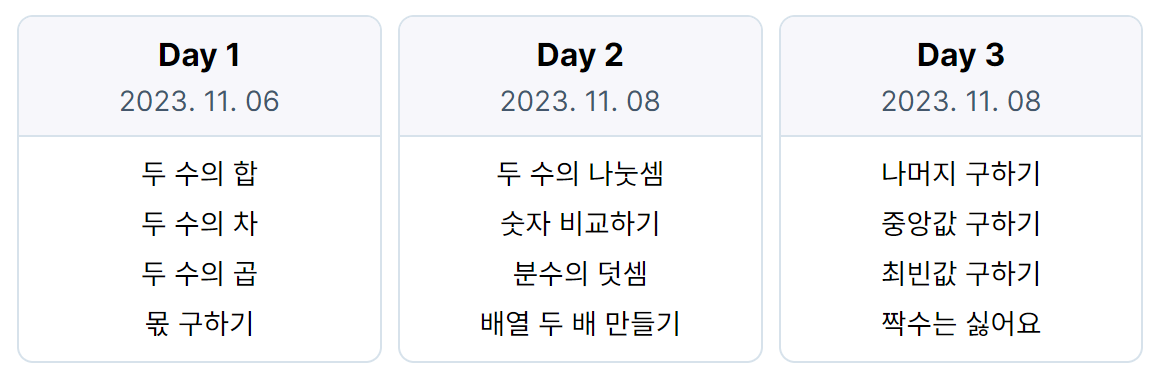 Day 1
2023. 11. 06
두 수의 합
두 수의 차
두 수의 곱
몫 구하기
Day 2
2023. 11. 08
두 수의 나눗셈
숫자 비교하기
분수의 덧셈
배열 두 배 만들기
Day 3
2023. 11. 08
나머지 구하기
중앙값 구하기
최빈값 구하기
짝수는 싫어요